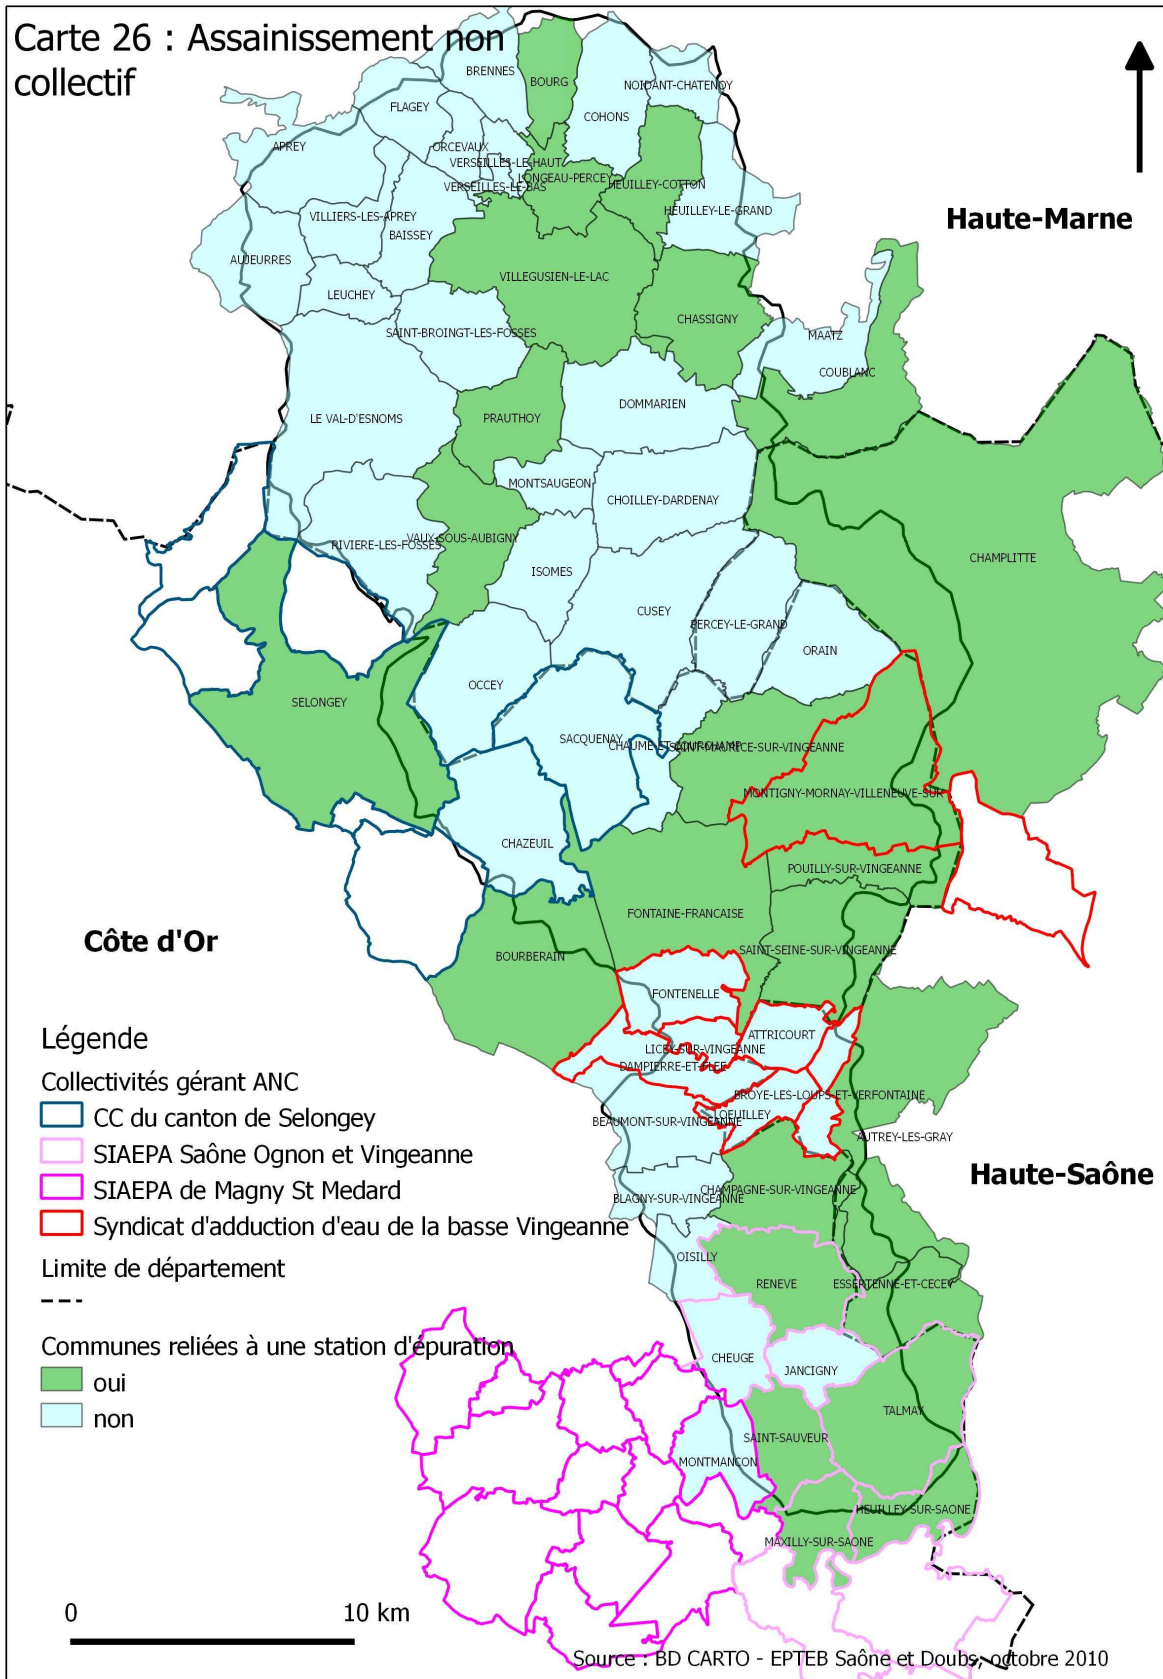 Carte 26 : Assainissement non
collectif
BRENNES
BOURG
NOIDANT-CHATENOY
FLAGEY
COHONS
APREY
ORCEVAUX
VERSEILLES-LE-HAUT
LONGEAU-PERCEY
HEUILLEY-COTTON
VERSEILLES-LE-BAS
HEUILLEY-LE-GRAND
VILLIERS-LES-APREY
BAISSEY
Haute-Marne
AUJEURRES
VILLEGUSIEN-LE-LAC
LEUCHEY
CHASSIGNY
SAINT-BROINGT-LES-FOSSES
MAATZ
COUBLANC
DOMMARIEN
LE VAL-D'ESNOMS
PRAUTHOY
MONTSAUGEON
CHOILLEY-DARDENAY
VAUX-SOUS-AUBIGNY
RIVIERE-LES-FOSSES
CHAMPLITTE
ISOMES
CUSEY
PERCEY-LE-GRAND
ORAIN
OCCEY
SELONGEY
SACQUENAY
CHAUME-ET-COURCHAMP
SAINT-MAURICE-SUR-VINGEANNE
MONTIGNY-MORNAY-VILLENEUVE-SUR
CHAZEUIL
POUILLY-SUR-VINGEANNE
FONTAINE-FRANCAISE
Côte d'Or
BOURBERAIN
SAINT-SEINE-SUR-VINGEANNE
FONTENELLE
ATTRICOURT
LICEY-SUR-VINGEANNE
DAMPIERRE-ET-FLEE
BROYE-LES-LOUPS-ET-VERFONTAINE
LOEUILLEY
BEAUMONT-SUR-VINGEANNE
AUTREY-LES-GRAY
Haute-Saône
CHAMPAGNE-SUR-VINGEANNE
BLAGNY-SUR-VINGEANNE
OISILLY
RENEVE
ESSERTENNE-ET-CECEY
CHEUGE
JANCIGNY
TALMAY
SAINT-SAUVEUR
MONTMANCON
HEUILLEY-SUR-SAONE
MAXILLY-SUR-SAONE
Légende
Collectivités gérant ANC
CC du canton de Selongey
SIAEPA Saône Ognon et Vingeanne
SIAEPA de Magny St Medard
Syndicat d'adduction d'eau de la basse Vingeanne
Limite de département
Communes reliées à une station d'épuration
oui
non
0 10 km
Source : BD CARTO - EPTEB Saône et Doubs, octobre 2010